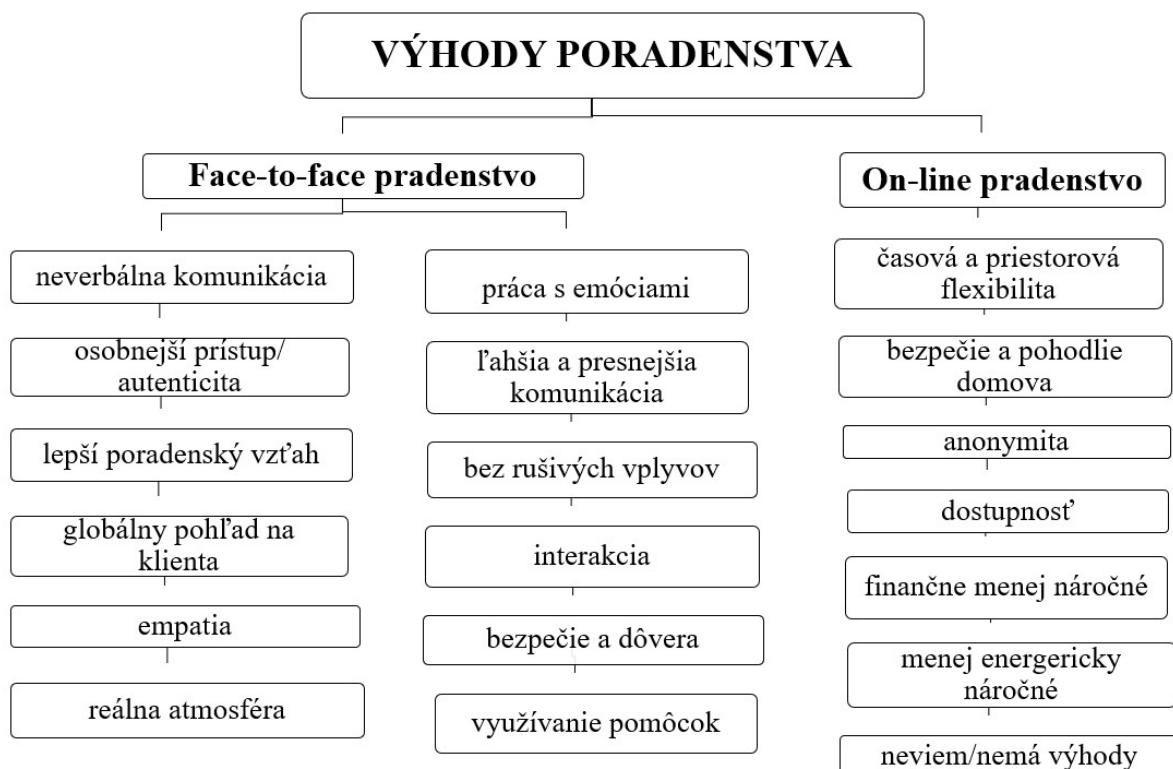 VÝHODY PORADENSTVA
Face-to-face pradenstvo
neverbálna komunikácia
osobnejší prístup/
autenticita
lepší poradenský vzťah
globálny pohľad na
klienta
empatia
reálna atmosféra
práca s emóciami
ľahšia a presnejšia
komunikácia
bez rušivých vplyvov
interakcia
bezpečie a dôvera
využívanie pomôcok
On-line pradenstvo
časová a priestorová
flexibilita
bezpečie a pohodlie
domova
anonymita
dostupnosť
finančne menej náročné
menej energericky
náročné
neviem/nemá výhody